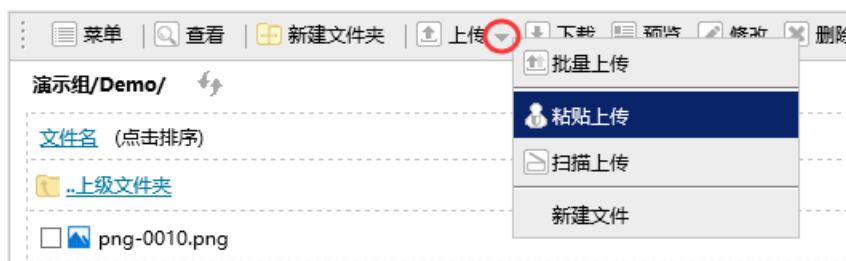 菜单 | 查看 | 新建文件夹 | 上传 下载 预览 修改 删除
批量上传
演示组/Demo/
粘贴上传
文件名 (点击排序)
扫描上传
..上级文件夹
新建文件
png-0010.png